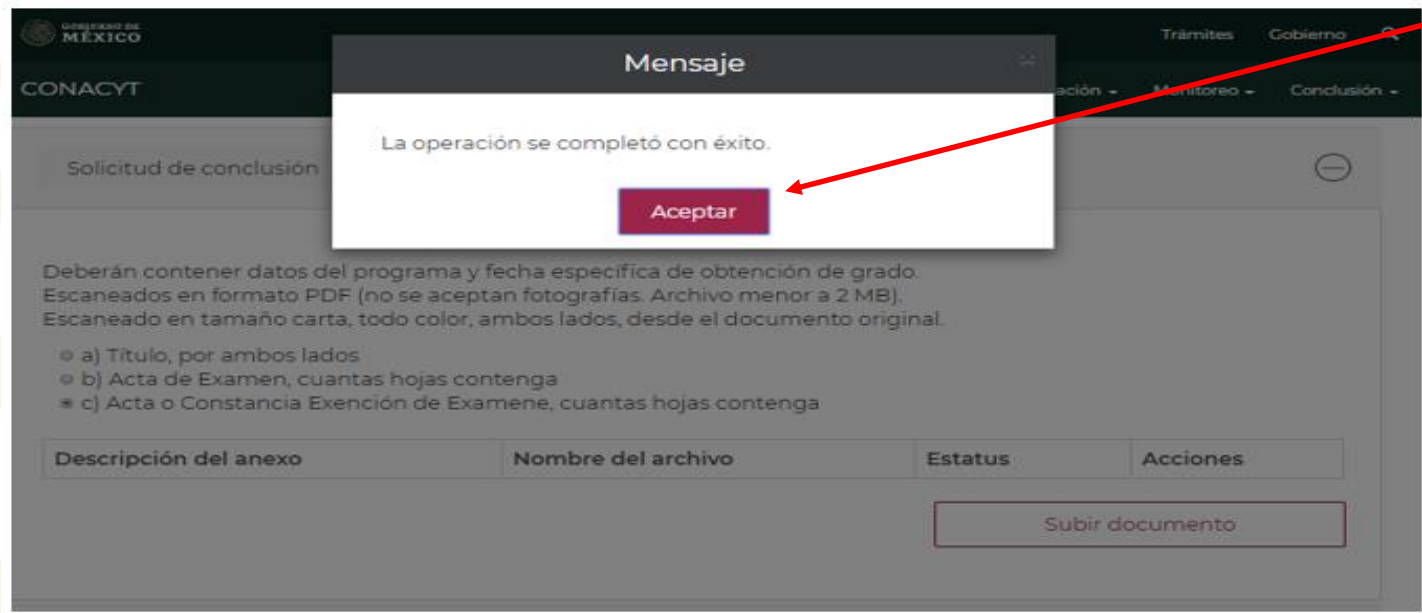 GOBIERNO DE
MÉXICO
Trámites Gobierno
CONACYT
ación Monitoreo Conclusión
Mensaje
La operación se completó con éxito.
Aceptar
Solicitud de conclusión
Deberán contener datos del programa y fecha específica de obtención de grado.
Escaneados en formato PDF (no se aceptan fotografías. Archivo menor a 2 MB).
Escaneado en tamaño carta, todo color, ambos lados, desde el documento original.
a) Título, por ambos lados
b) Acta de Examen, cuantas hojas contenga
c) Acta o Constancia Exención de Examene, cuantas hojas contenga
Descripción del anexo Nombre del archivo Estatus Acciones
Subir documento